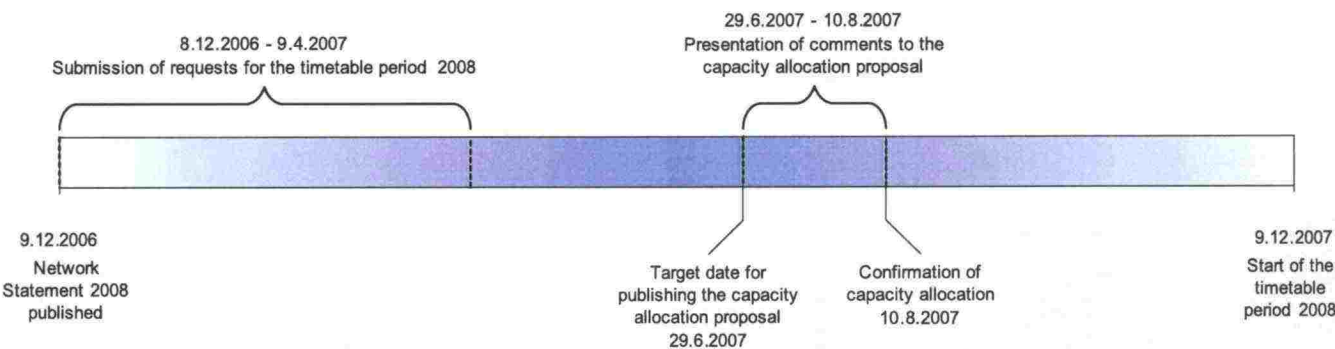 8.12.2006 - 9.4.2007
Submission of requests for the timetable period 2008
29.6.2007 - 10.8.2007
Presentation of comments to the
capacity allocation proposal
9.12.2006
Network
Statement 2008
published
Target date for
publishing the capacity
allocation proposal
29.6.2007
Confirmation of
capacity allocation
10.8.2007
9.12.2007
Start of the
timetable
period 2008